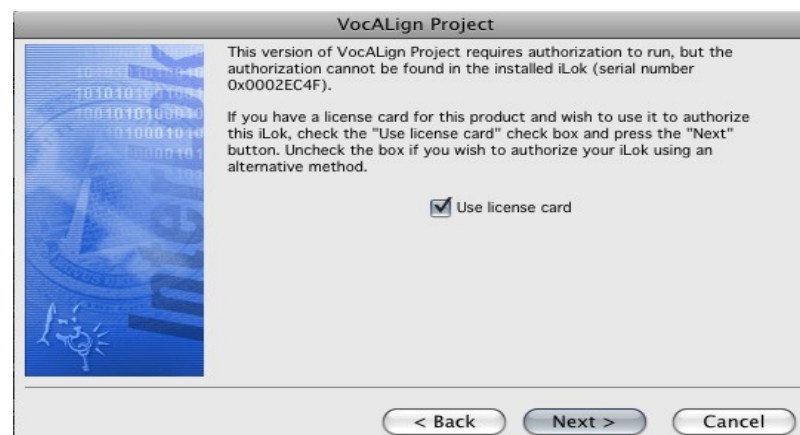 VocALign Project
This version of VocALign Project requires authorization to run, but the
authorization cannot be found in the installed iLok (serial number
0x0002EC4F).
If you have a license card for this product and wish to use it to authorize
this iLok, check the "Use license card" check box and press the "Next"
button. Uncheck the box if you wish to authorize your iLok using an
alternative method.
Use license card
InterLok
< Back
Next >
Cancel